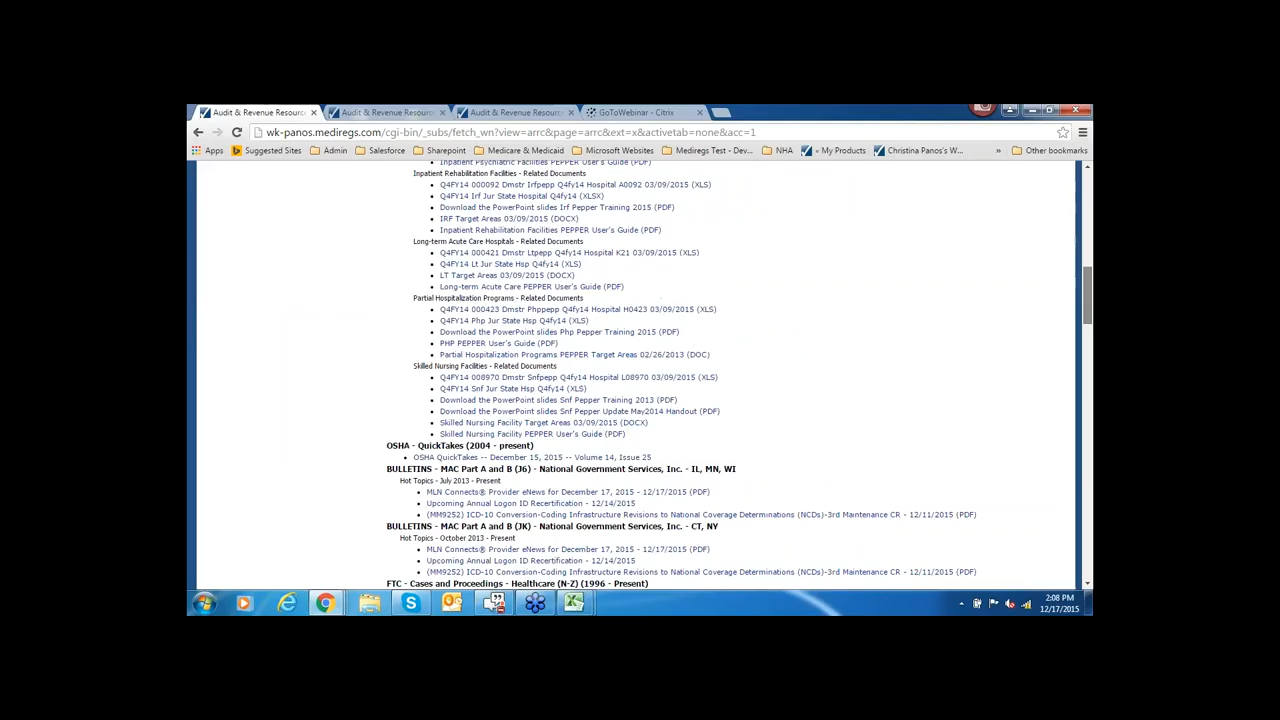 Audit & Revenue Resourc
Audit & Revenue Resourc
Audit & Revenue Resourc
GoToWebinar - Citrix
wk-panos.mediregs.com/cgi-bin/_subs/fetch_wn?view=arrc&page=arrc&ext=x&activetab=none&acc=1
Apps
Suggested Sites
Admin
Salesforce
Sharepoint
Medicare & Medicaid
Microsoft Websites
Mediregs Test - Dev...
NHA
« My Products
Christina Panos's W...
»
Other bookmarks
Inpatient Psychiatric Facilities PEPPER User's Guide (PDF)
Inpatient Rehabilitation Facilities - Related Documents
• Q4FY14 000092 Dmstr Irfpepp Q4fy14 Hospital A0092 03/09/2015 (XLS)
• Q4FY14 Irf Jur State Hospital Q4fy14 (XLSX)
• Download the PowerPoint slides Irf Pepper Training 2015 (PDF)
• IRF Target Areas 03/09/2015 (DOCX)
• Inpatient Rehabilitation Facilities PEPPER User's Guide (PDF)
Long-term Acute Care Hospitals - Related Documents
• Q4FY14 000421 Dmstr Ltpepp Q4fy14 Hospital K21 03/09/2015 (XLS)
• Q4FY14 Lt Jur State Hsp Q4fy14 (XLS)
• LT Target Areas 03/09/2015 (DOCX)
• Long-term Acute Care PEPPER User's Guide (PDF)
Partial Hospitalization Programs - Related Documents
• Q4FY14 000423 Dmstr Phppepp Q4fy14 Hospital H0423 03/09/2015 (XLS)
• Q4FY14 Php Jur State Hsp Q4fy14 (XLS)
• Download the PowerPoint slides Php Pepper Training 2015 (PDF)
• PHP PEPPER User's Guide (PDF)
• Partial Hospitalization Programs PEPPER Target Areas 02/26/2013 (DOC)
Skilled Nursing Facilities - Related Documents
• Q4FY14 008970 Dmstr Snfpepp Q4fy14 Hospital L08970 03/09/2015 (XLS)
• Q4FY14 Snf Jur State Hsp Q4fy14 (XLS)
• Download the PowerPoint slides Snf Pepper Training 2013 (PDF)
• Download the PowerPoint slides Snf Pepper Update May2014 Handout (PDF)
• Skilled Nursing Facility Target Areas 03/09/2015 (DOCX)
• Skilled Nursing Facility PEPPER User's Guide (PDF)
OSHA - QuickTakes (2004 - present)
• OSHA QuickTakes -- December 15, 2015 -- Volume 14, Issue 25
BULLETINS - MAC Part A and B (J6) - National Government Services, Inc. - IL, MN, WI
Hot Topics - July 2013 - Present
• MLN Connects® Provider eNews for December 17, 2015 - 12/17/2015 (PDF)
• Upcoming Annual Logon ID Recertification - 12/14/2015
• (MM9252) ICD-10 Conversion-Coding Infrastructure Revisions to National Coverage Determinations (NCDs)-3rd Maintenance CR - 12/11/2015 (PDF)
BULLETINS - MAC Part A and B (JK) - National Government Services, Inc. - CT, NY
Hot Topics - October 2013 - Present
• MLN Connects® Provider eNews for December 17, 2015 - 12/17/2015 (PDF)
• Upcoming Annual Logon ID Recertification - 12/14/2015
• (MM9252) ICD-10 Conversion-Coding Infrastructure Revisions to National Coverage Determinations (NCDs)-3rd Maintenance CR - 12/11/2015 (PDF)
FTC - Cases and Proceedings - Healthcare (N-Z) (1996 - Present)
2:08 PM
12/17/2015